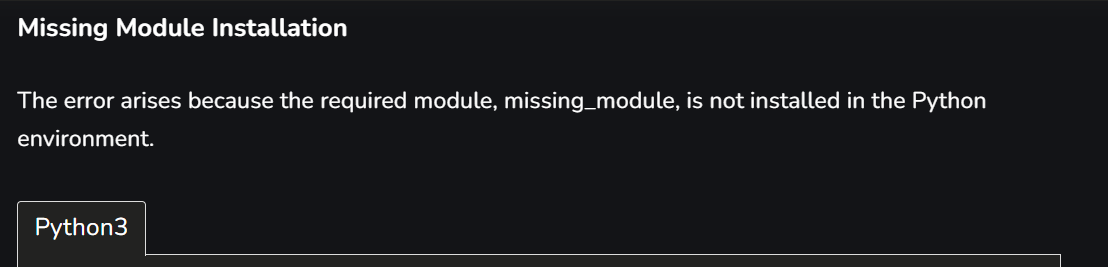 Missing Module Installation
The error arises because the required module, missing_module, is not installed in the Python
environment.
Python3